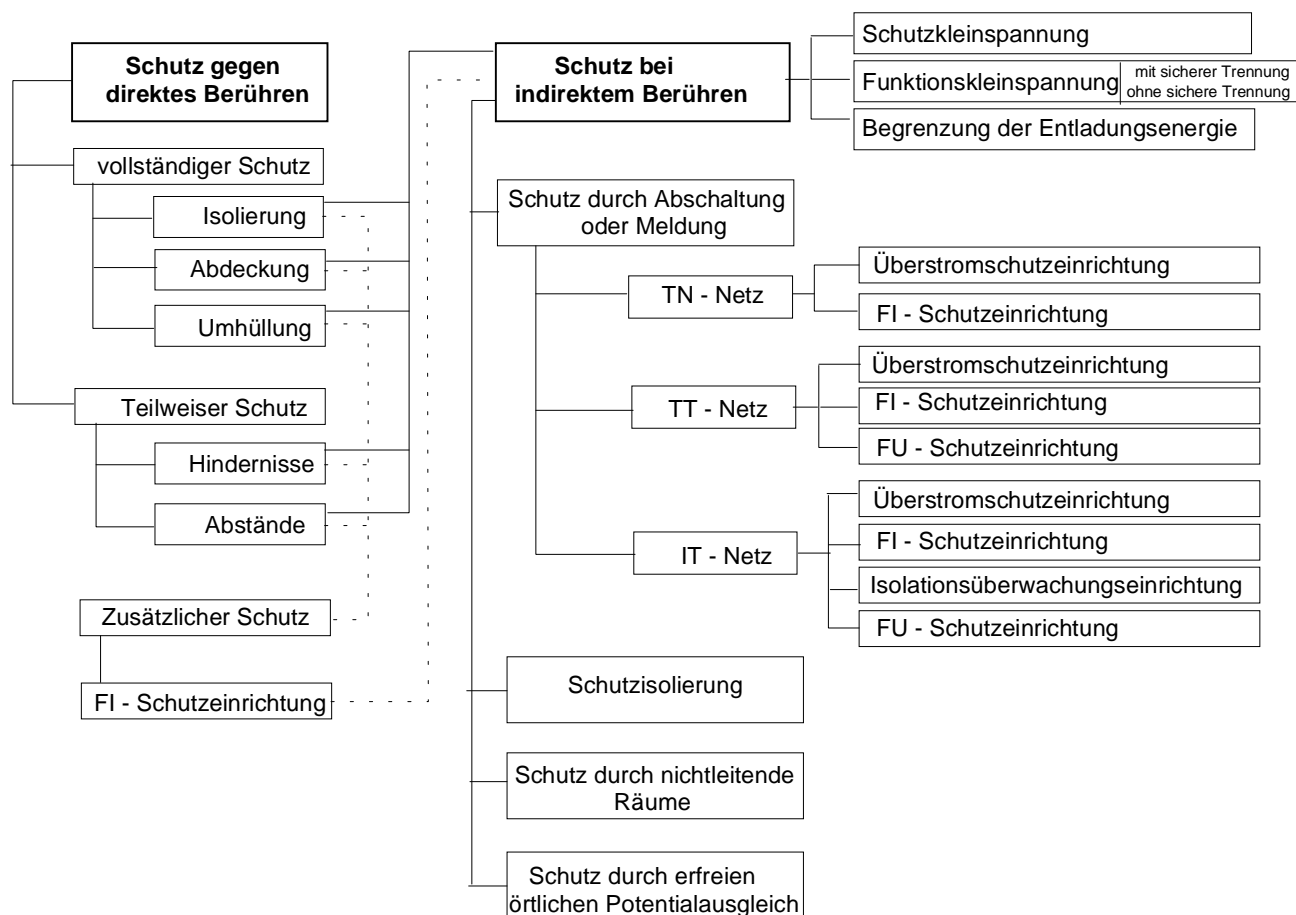 Schutz gegen
direktes Berühren
vollständiger Schutz
Isolierung
Abdeckung
Umhüllung
Teilweiser Schutz
Hindernisse
Abstände
Zusätzlicher Schutz
FI - Schutzeinrichtung
Schutz bei
indirektem Berühren
Schutzkleinspannung
Funktionskleinspannung
mit sicherer Trennung
ohne sichere Trennung
Begrenzung der Entladungsenergie
Schutz durch Abschaltung
oder Meldung
TN - Netz
Überstromschutzeinrichtung
FI - Schutzeinrichtung
TT - Netz
Überstromschutzeinrichtung
FI - Schutzeinrichtung
FU - Schutzeinrichtung
IT - Netz
Überstromschutzeinrichtung
FI - Schutzeinrichtung
Isolationsüberwachungseinrichtung
FU - Schutzeinrichtung
Schutzisolierung
Schutz durch nichtleitende
Räume
Schutz durch erfreien
örtlichen Potentialausgleich